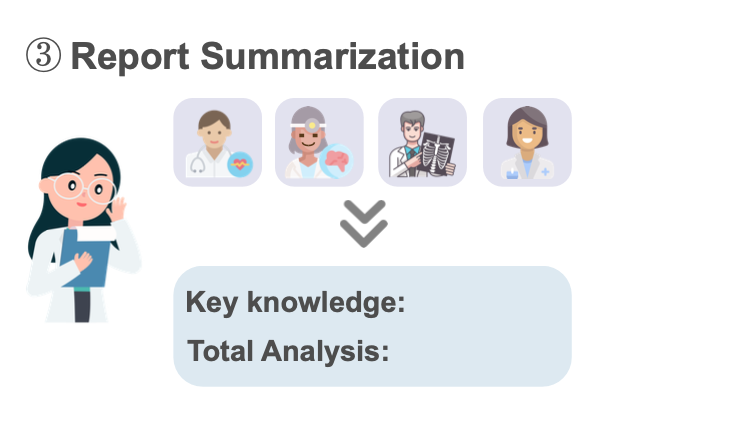 ③ Report Summarization
Key knowledge:
Total Analysis: